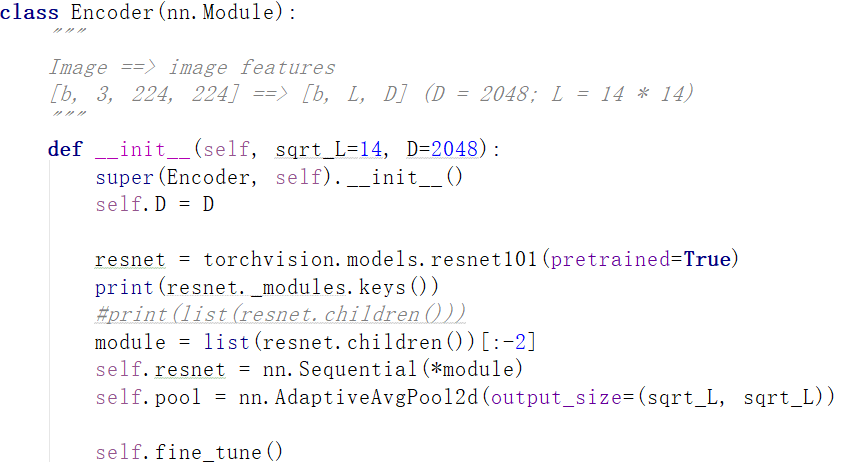 class Encoder(nn.Module):
    """
    Image ==> image features
    [b, 3, 224, 224] ==> [b, L, D] (D = 2048; L = 14 * 14)
    """
    def __init__(self, sqrt_L=14, D=2048):
        super(Encoder, self).__init__()
        self.D = D

        resnet = torchvision.models.resnet101(pretrained=True)
        print(resnet._modules.keys())
        #print(list(resnet.children()))
        module = list(resnet.children())[:-2]
        self.resnet = nn.Sequential(*module)
        self.pool = nn.AdaptiveAvgPool2d(output_size=(sqrt_L, sqrt_L))

        self.fine_tune()